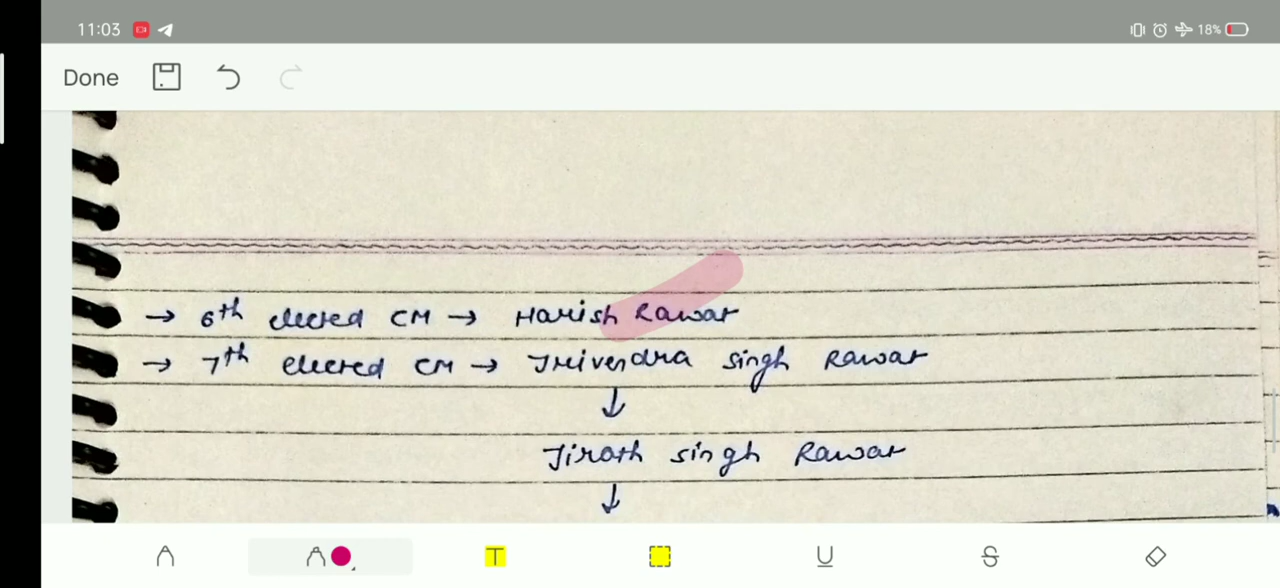 11:03 18%
Done
→ 6th elected CM → Harish Rawat
→ 7th elected CM → Trivendra singh Rawat
↓
Tirath singh Rawat
↓
T U S